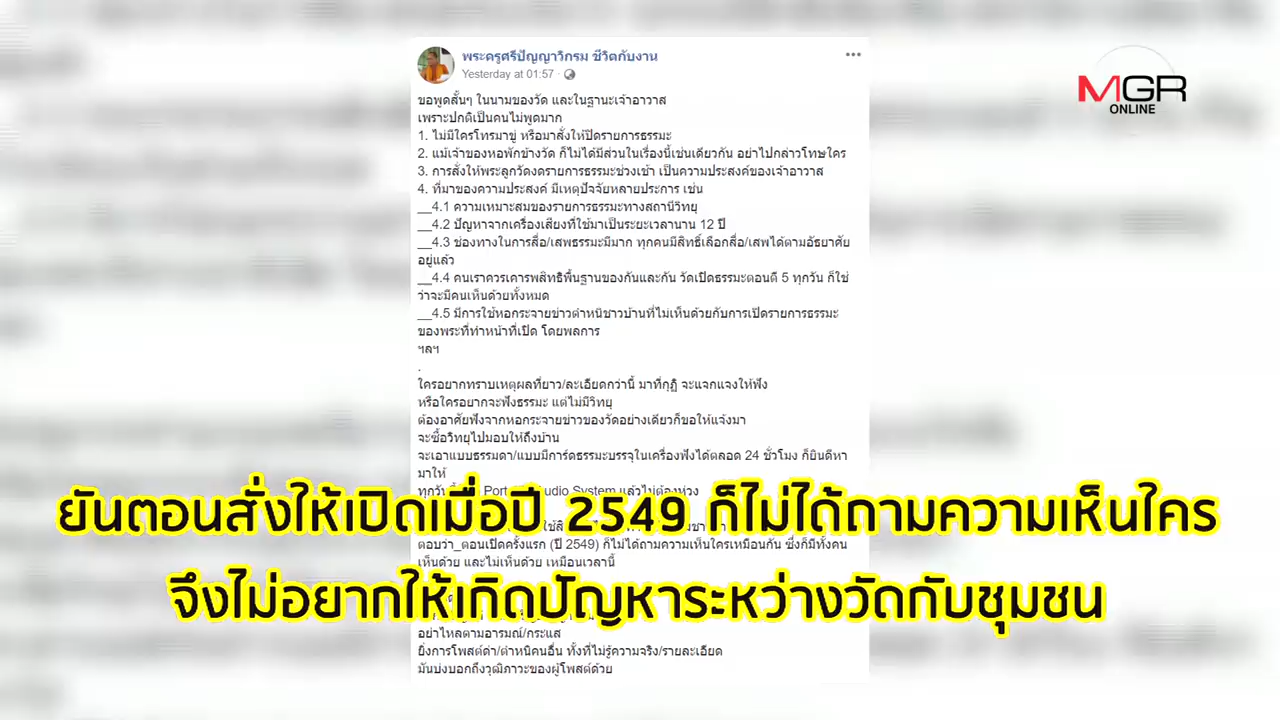 พระครูศรีปัญญาวิกรม ชีวิตกับงาน
Yesterday at 01:57
MGR
ONLINE
ขอพูดสั้นๆ ในนามของวัด และในฐานะเจ้าอาวาส
เพราะปกติเป็นคนไม่พูดมาก
1. ไม่มีใครโทรมาขู่ หรือมาสั่งให้ปิดรายการธรรมะ
2. แม้เจ้าของหอพักข้างวัด ก็ไม่ได้มีส่วนในเรื่องนี้เช่นเดียวกัน อย่าไปกล่าวโทษใคร
3. การสั่งให้พระลูกวัดงดรายการธรรมะช่วงเช้า เป็นความประสงค์ของเจ้าอาวาส
4. ที่มาของความประสงค์ มีเหตุปัจจัยหลายประการ เช่น
__4.1 ความเหมาะสมของรายการธรรมะทางสถานีวิทยุ
__4.2 ปัญหาจากเครื่องเสียงที่ใช้มาเป็นระยะเวลานาน 12 ปี
__4.3 ช่องทางในการสื่อ/เสพธรรมะมีมาก ทุกคนมีสิทธิ์เลือกสื่อ/เสพได้ตามอัธยาศัย
อยู่แล้ว
__4.4 คนเราควรเคารพสิทธิพื้นฐานของกันและกัน วัดเปิดธรรมะตอนตี 5 ทุกวัน ก็ใช่
ว่าจะมีคนเห็นด้วยทั้งหมด
__4.5 มีการใช้หอกระจายข่าวตำหนิชาวบ้านที่ไม่เห็นด้วยกับการเปิดรายการธรรมะ
ของพระที่ทำหน้าที่เปิด โดยพลการ
ฯลฯ
.
ใครอยากทราบเหตุผลที่ยาว/ละเอียดกว่านี้ มาที่กุฏิ จะแจกแจงให้ฟัง
หรือใครอยากจะฟังธรรมะ แต่ไม่มีวิทยุ
ต้องอาศัยฟังจากหอกระจายข่าวของวัดอย่างเดียวก็ขอให้แจ้งมา
จะซื้อวิทยุไปมอบให้ถึงบ้าน
จะเอาแบบธรรมดา/แบบมีการ์ดธรรมะบรรจุในเครื่องฟังได้ตลอด 24 ชั่วโมง ก็ยินดีหา
มาให้
ยันตอนสั่งให้เปิดเมื่อปี 2549 ก็ไม่ได้ถามความเห็นใคร
ตอบว่า_ตอนเปิดครั้งแรก (ปี 2549) ก็ไม่ได้ถามความเห็นใครเหมือนกัน ซึ่งก็มีทั้งคน
เห็นด้วย และไม่เห็นด้วย เหมือนเวลานี้
จึงไม่อยากให้เกิดปัญหาระหว่างวัดกับชุมชน
อย่าไหลตามอารมณ์/กระแส
ยิ่งการโพสต์ด่า/ตำหนิคนอื่น ทั้งที่ไม่รู้ความจริง/รายละเอียด
มันบ่งบอกถึงวุฒิภาวะของผู้โพสต์ด้วย